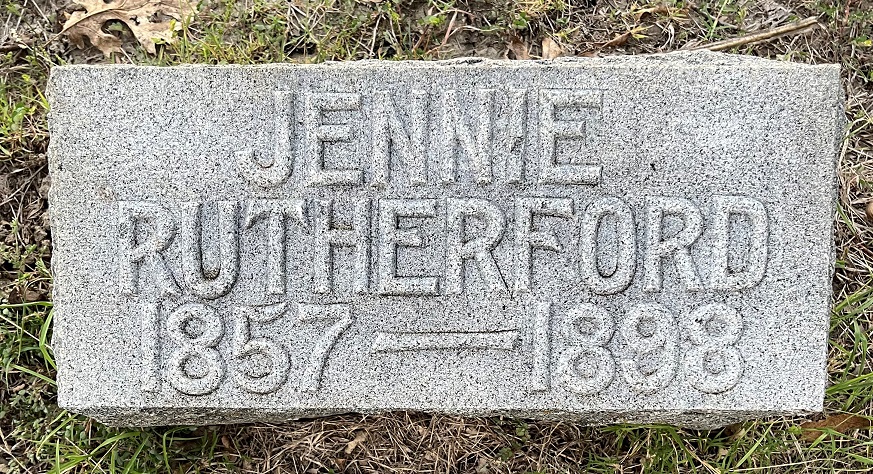 JENNIE
RUTHERFORD
1857 — 1898